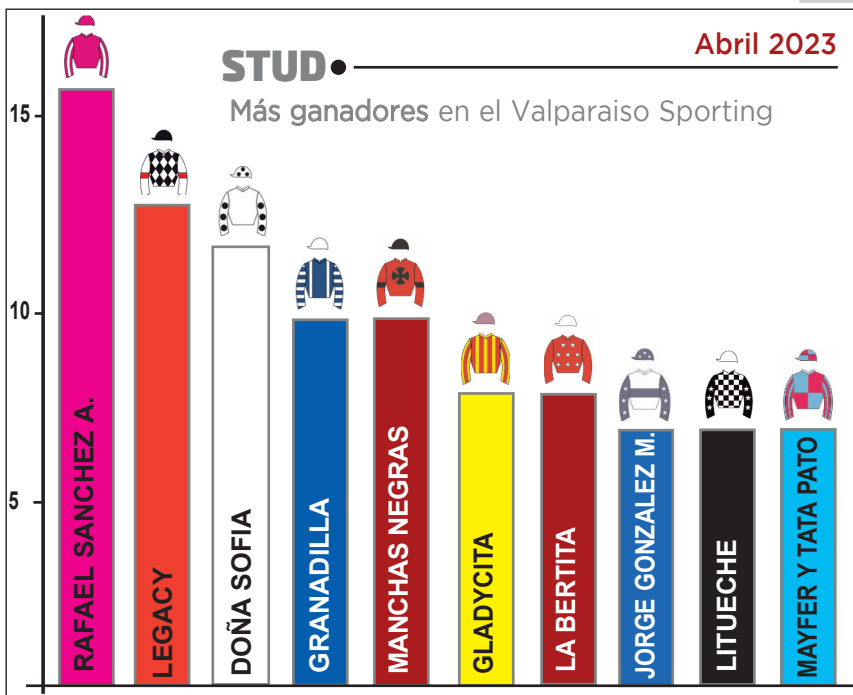 Abril 2023
STUD
Más ganadores en el Valparaiso Sporting
15
10
5
RAFAEL SANCHEZ A.
LEGACY
DOÑA SOFIA
GRANADILLA
MANCHAS NEGRAS
GLADYCITA
LA BERTITA
JORGE GONZALEZ M.
LITUECHE
MAYFER Y TATA PATO